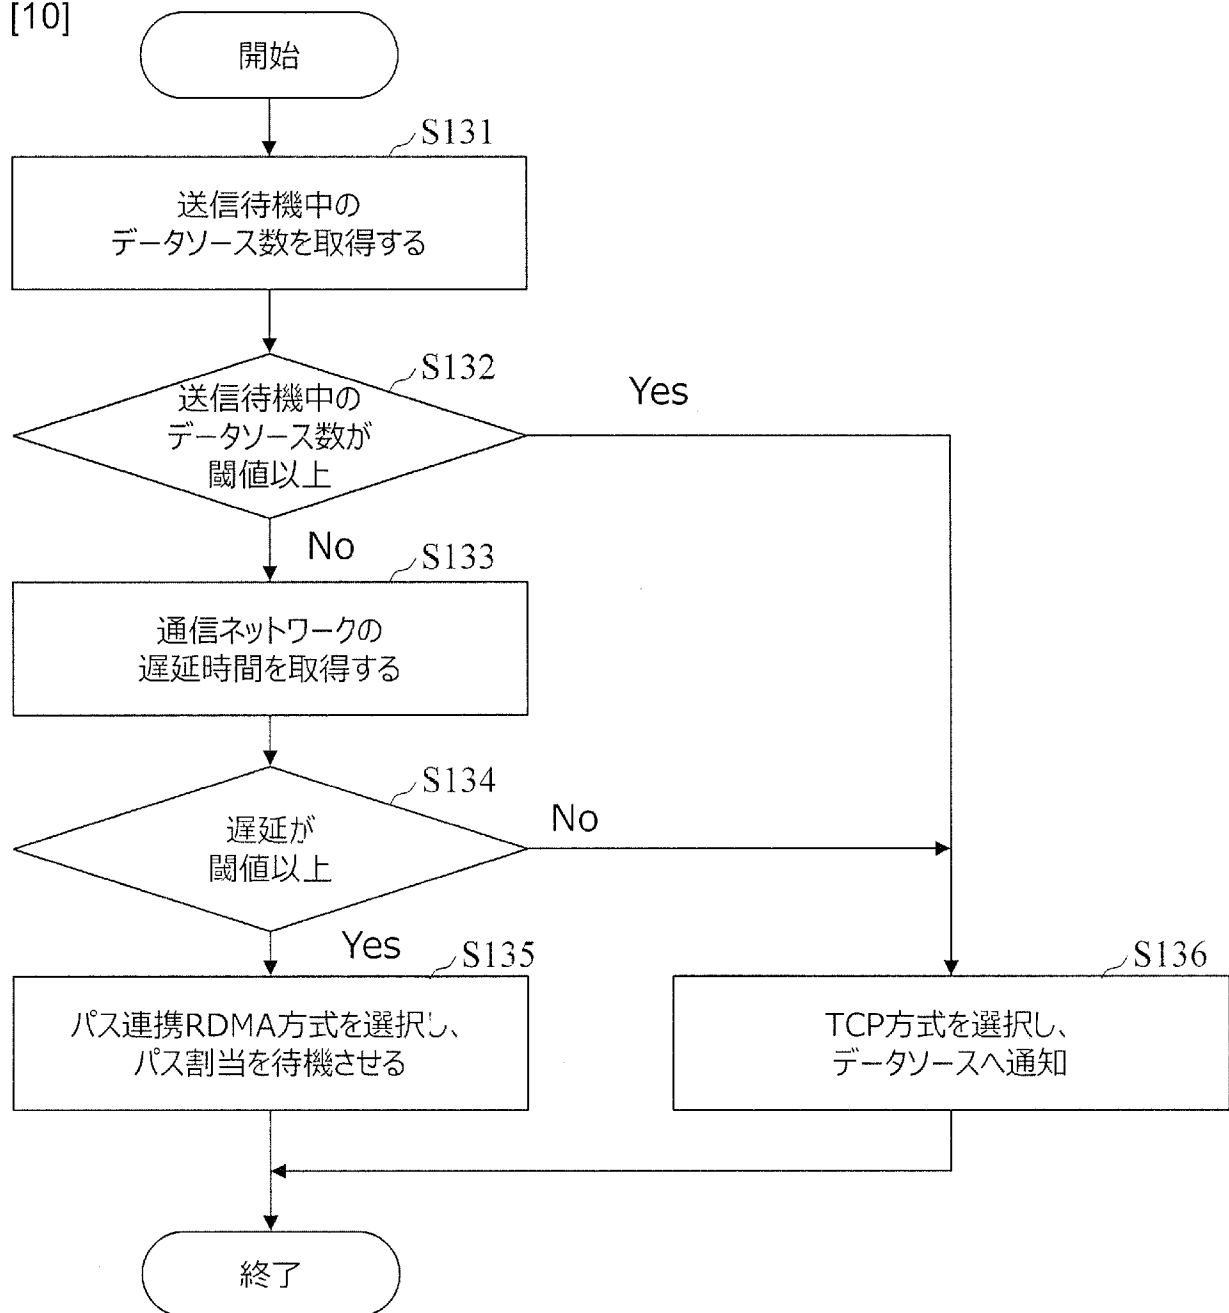 [10]
開始
S131
送信待機中の
データソース数を取得する
S132
送信待機中の
データソース数が
閾値以上
Yes
No
S133
通信ネットワークの
遅延時間を取得する
S134
遅延が
閾値以上
No
Yes
S135
パス連携RDMA方式を選択し、
パス割当を待機させる
S136
TCP方式を選択し、
データソースへ通知
終了